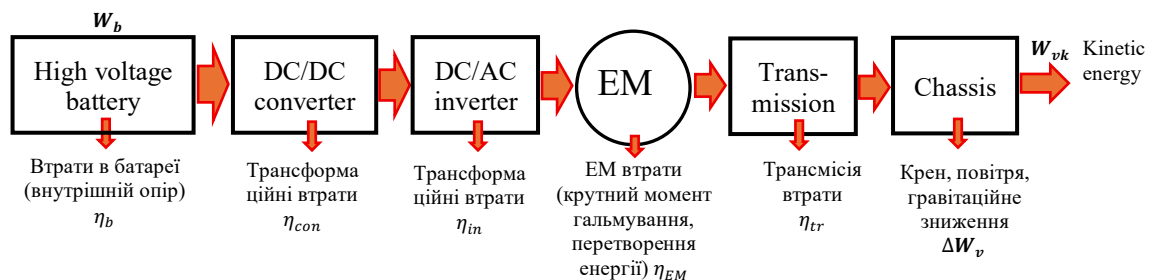 W_b
High voltage
battery
DC/DC
converter
DC/AC
inverter
EM
Trans-
mission
Chassis
W_vk Kinetic
energy
Втрати в батареї
(внутрішній опір)
η_b
Трансформа
ційні втрати
η_con
Трансформа
ційні втрати
η_in
ЕМ втрати
(крутний момент
гальмування,
перетворення
енергії) η_EM
Трансмісія
втрати
η_tr
Крен, повітря,
гравітаційне
зниження
ΔW_v